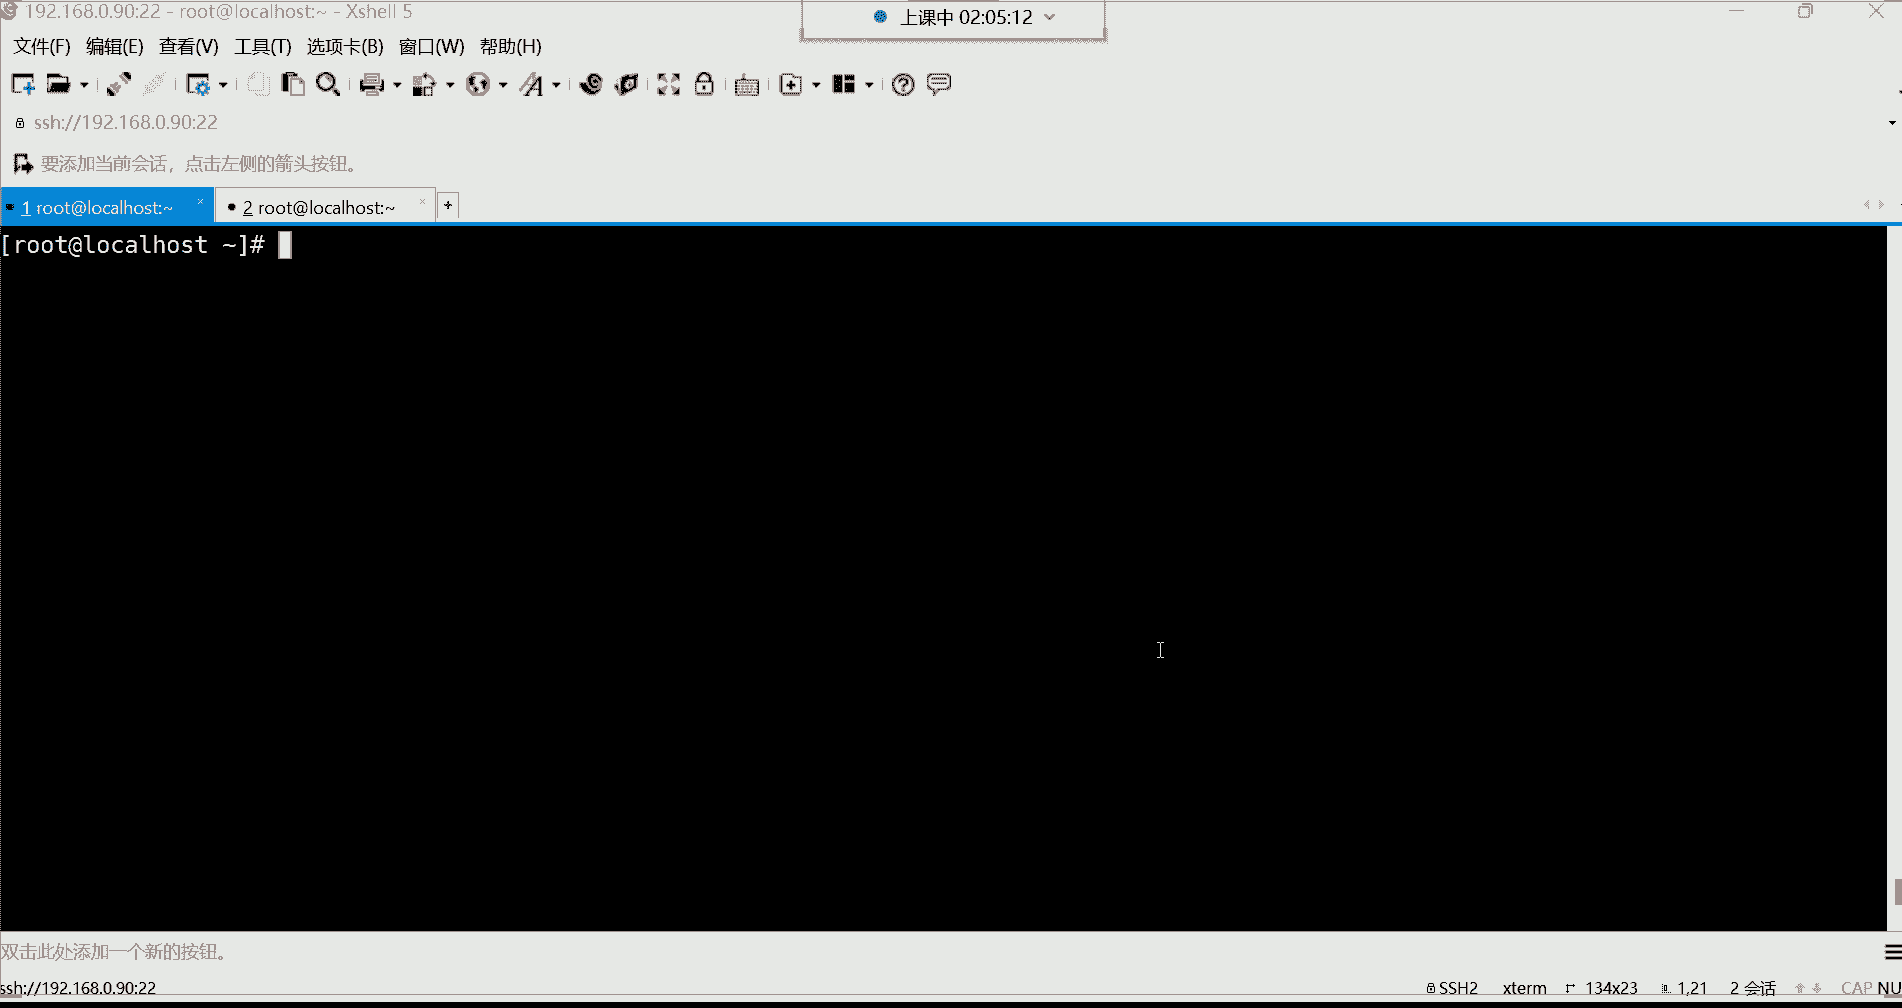 192.168.0.90:22 - root@localhost:~ - Xshell 5
上课中 02:05:12
文件(F) 编辑(E) 查看(V) 工具(T) 选项卡(B) 窗口(W) 帮助(H)
ssh://192.168.0.90:22
要添加当前会话，点击左侧的箭头按钮。
1 root@localhost:~ × 2 root@localhost:~ × +
[root@localhost ~]#
双击此处添加一个新的按钮。
ssh://192.168.0.90:22 SSH2 xterm 134x23 1,21 2 会话 CAP NU